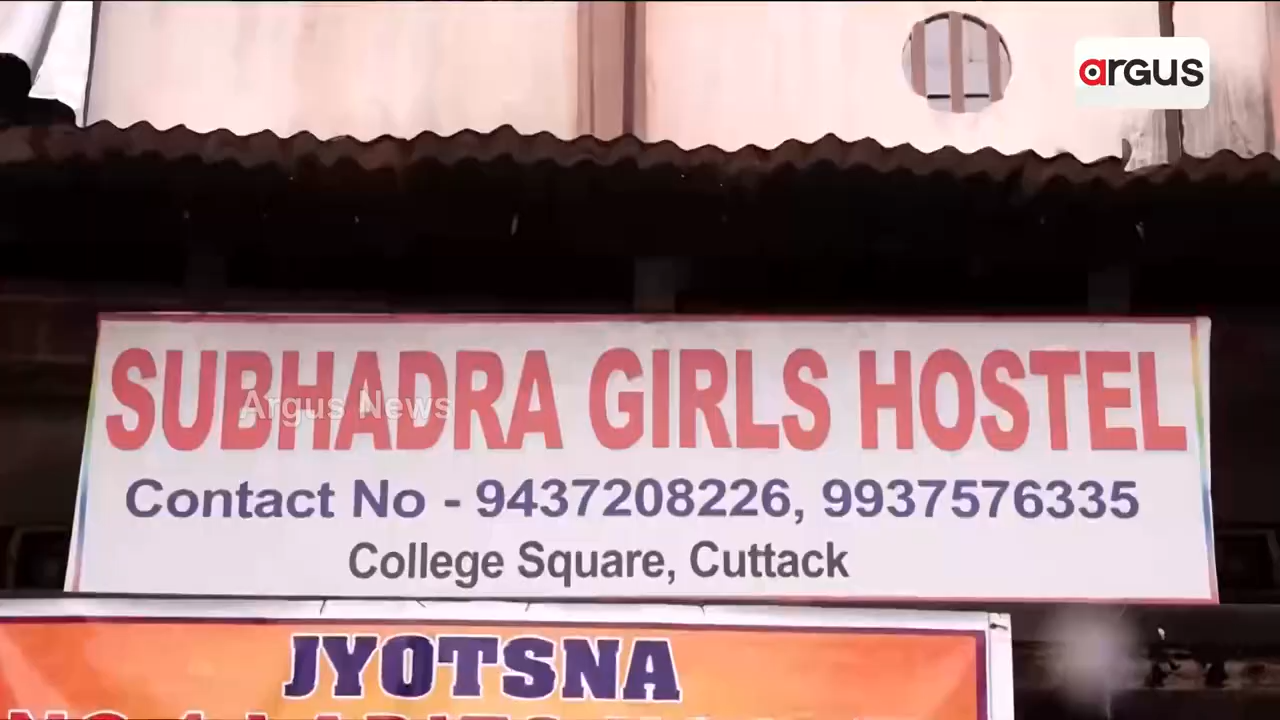 argus
SUBHADRA GIRLS HOSTEL
Argus News
Contact No - 9437208226, 9937576335
College Square, Cuttack
JYOTSNA